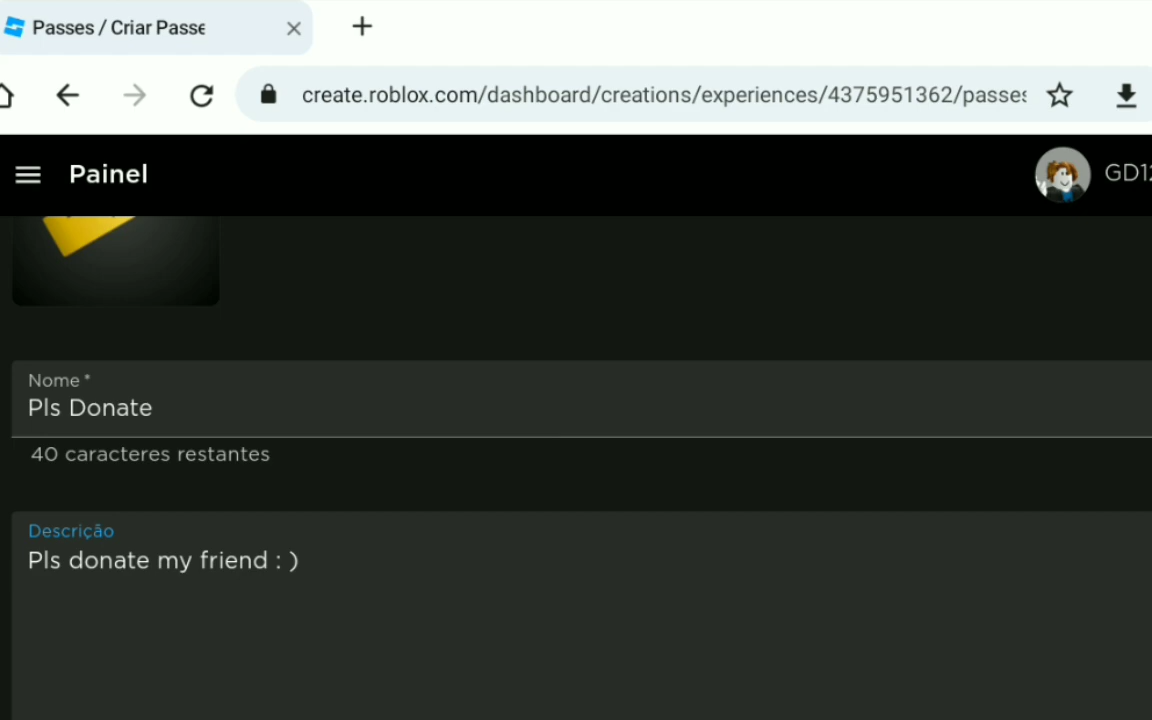 Passes / Criar Passe
create.roblox.com/dashboard/creations/experiences/4375951362/passes
Painel
GD12
Nome *
Pls Donate
40 caracteres restantes
Descrição
Pls donate my friend : )